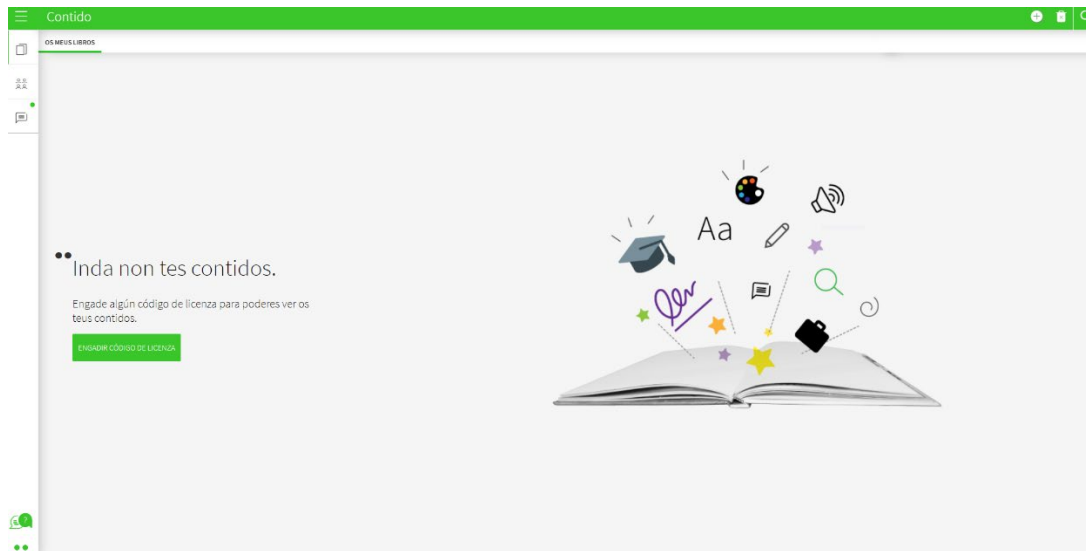 Contido
OS MEUS LIBROS
Aa
Inda non tes contidos.
Engade algún código de licenza para poderes ver os
teus contidos.
ENGADIR CÓDIGO DE LICENZA
?